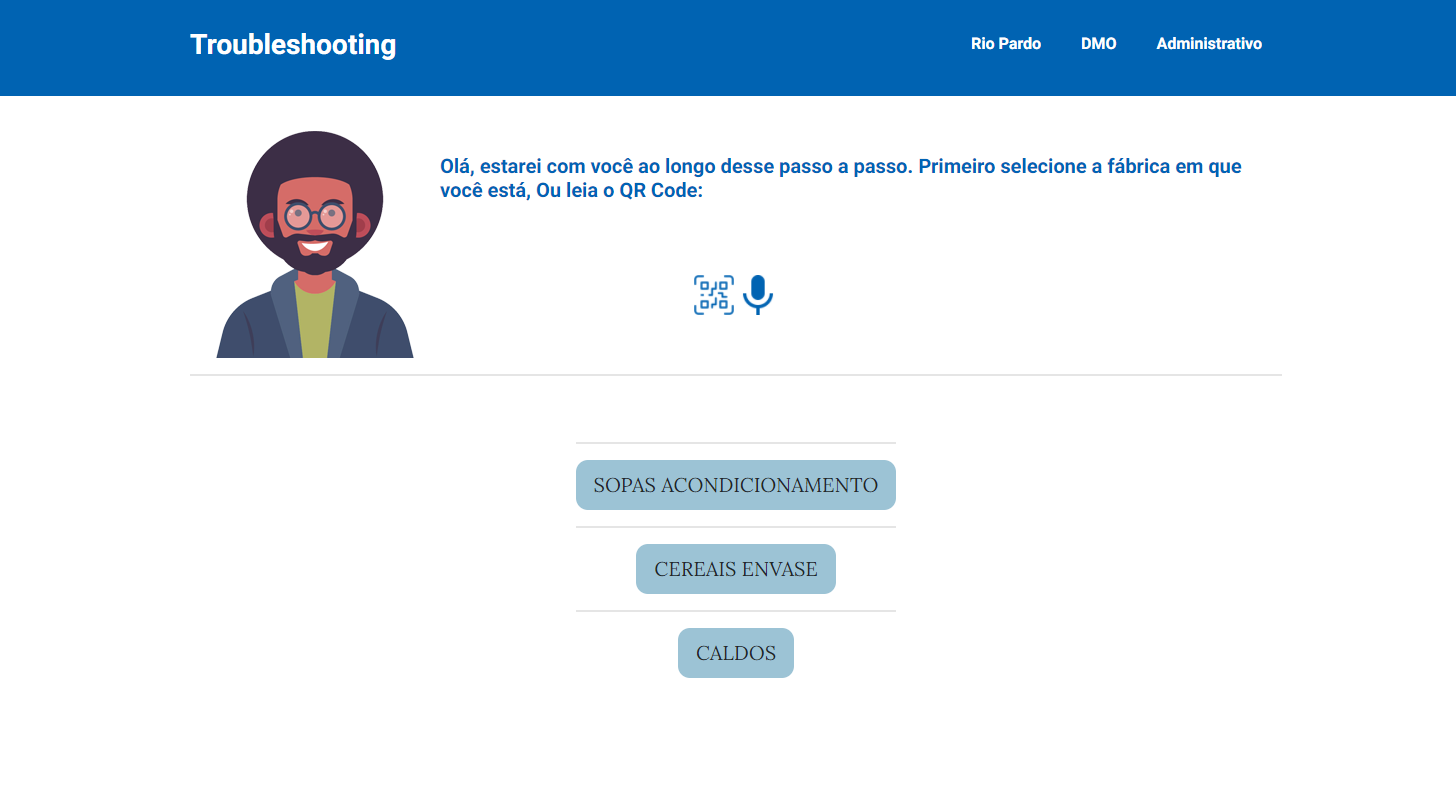 Troubleshooting
Rio Pardo
DMO
Administrativo
Olá, estarei com você ao longo desse passo a passo. Primeiro selecione a fábrica em que
você está, Ou leia o QR Code:
SOPAS ACONDICIONAMENTO
CEREAIS ENVASE
CALDOS